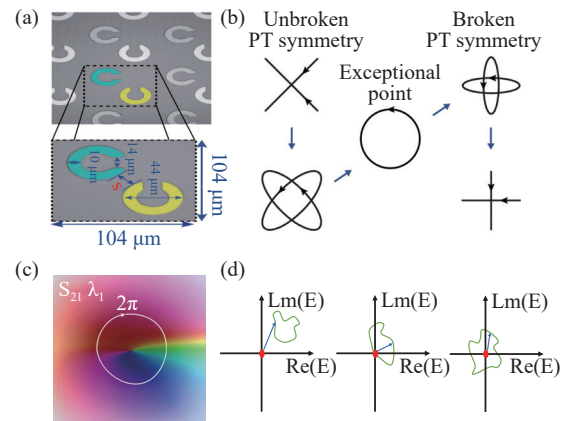 (a)
10 μm
14 μm
S
44 μm
104 μm
104 μm
(b)
Unbroken
PT symmetry
Exceptional
point
Broken
PT symmetry
(c)
S21 λ1
2π
(d)
Lm(E)
Re(E)
Lm(E)
Re(E)
Lm(E)
Re(E)